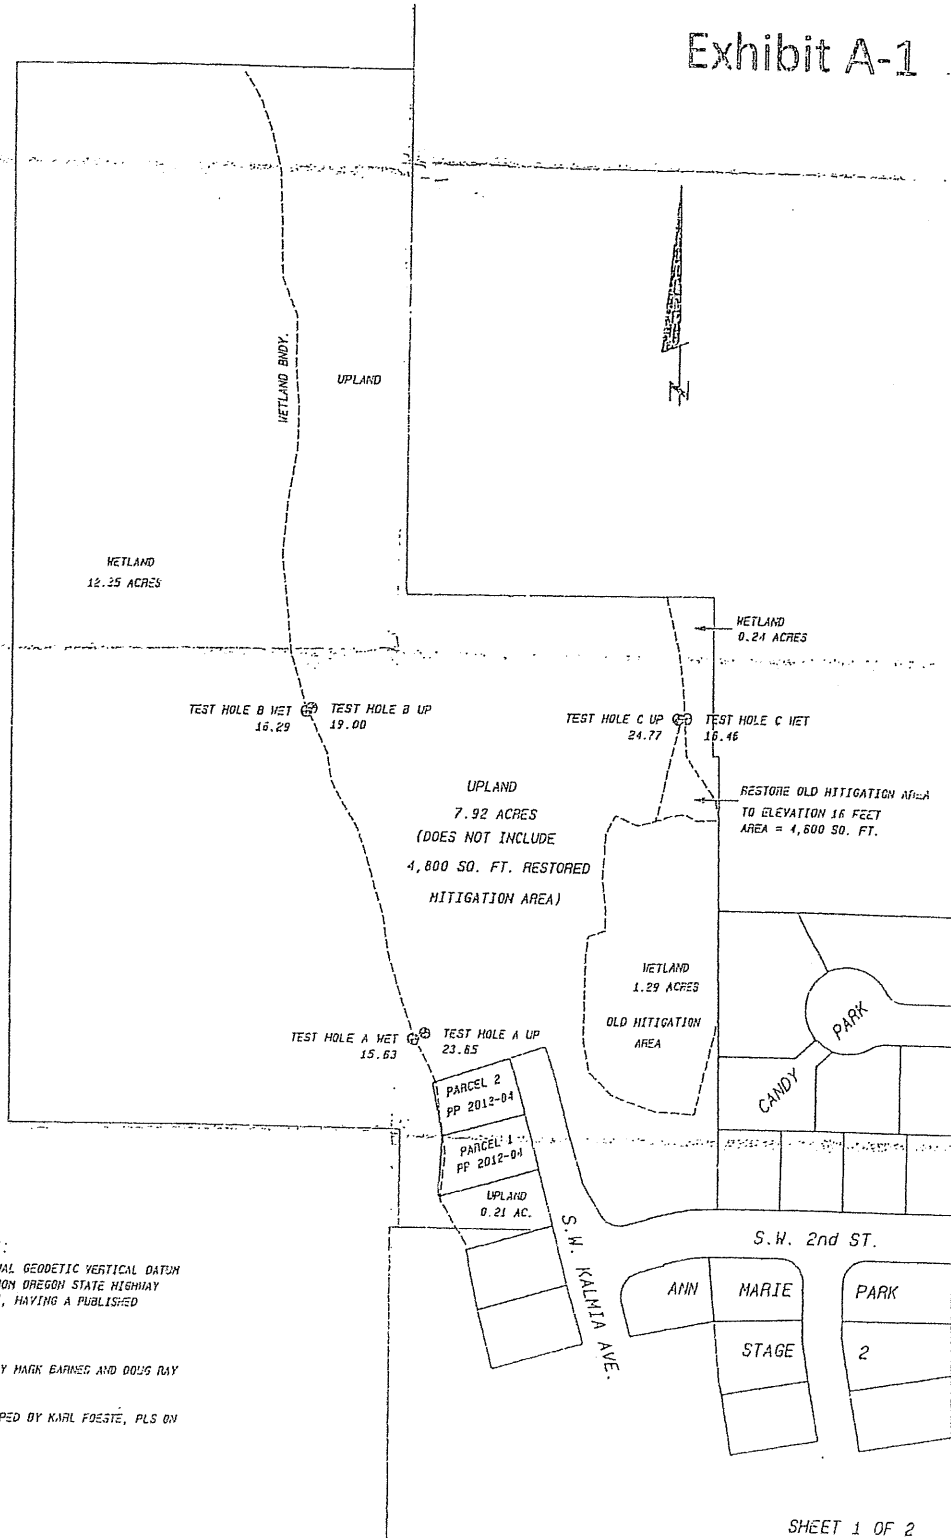 Exhibit A-1
WETLAND BNDY.
UPLAND
N
WETLAND
12.35 ACRES
WETLAND
0.24 ACRES
TEST HOLE B WET
16.29
TEST HOLE B UP
19.00
TEST HOLE C UP
24.77
TEST HOLE C WET
16.46
UPLAND
7.92 ACRES
(DOES NOT INCLUDE
4,800 SQ. FT. RESTORED
MITIGATION AREA)
RESTORE OLD MITIGATION AREA
TO ELEVATION 16 FEET
AREA = 4,800 SQ. FT.
WETLAND
1.29 ACRES
OLD MITIGATION
AREA
CANDY
PARK
TEST HOLE A WET
15.63
TEST HOLE A UP
23.65
PARCEL 2
PP 2012-04
PARCEL 1
PP 2012-04
UPLAND
0.21 AC.
S.W. KALMIA AVE.
S.W. 2nd ST.
ANN MARIE PARK
STAGE 2
:
AL GEODETIC VERTICAL DATUM
ON OREGON STATE HIGHWAY
, HAVING A PUBLISHED
Y MARK BARNES AND DOUG RAY
PED BY KARL FOESTE, PLS ON
SHEET 1 OF 2